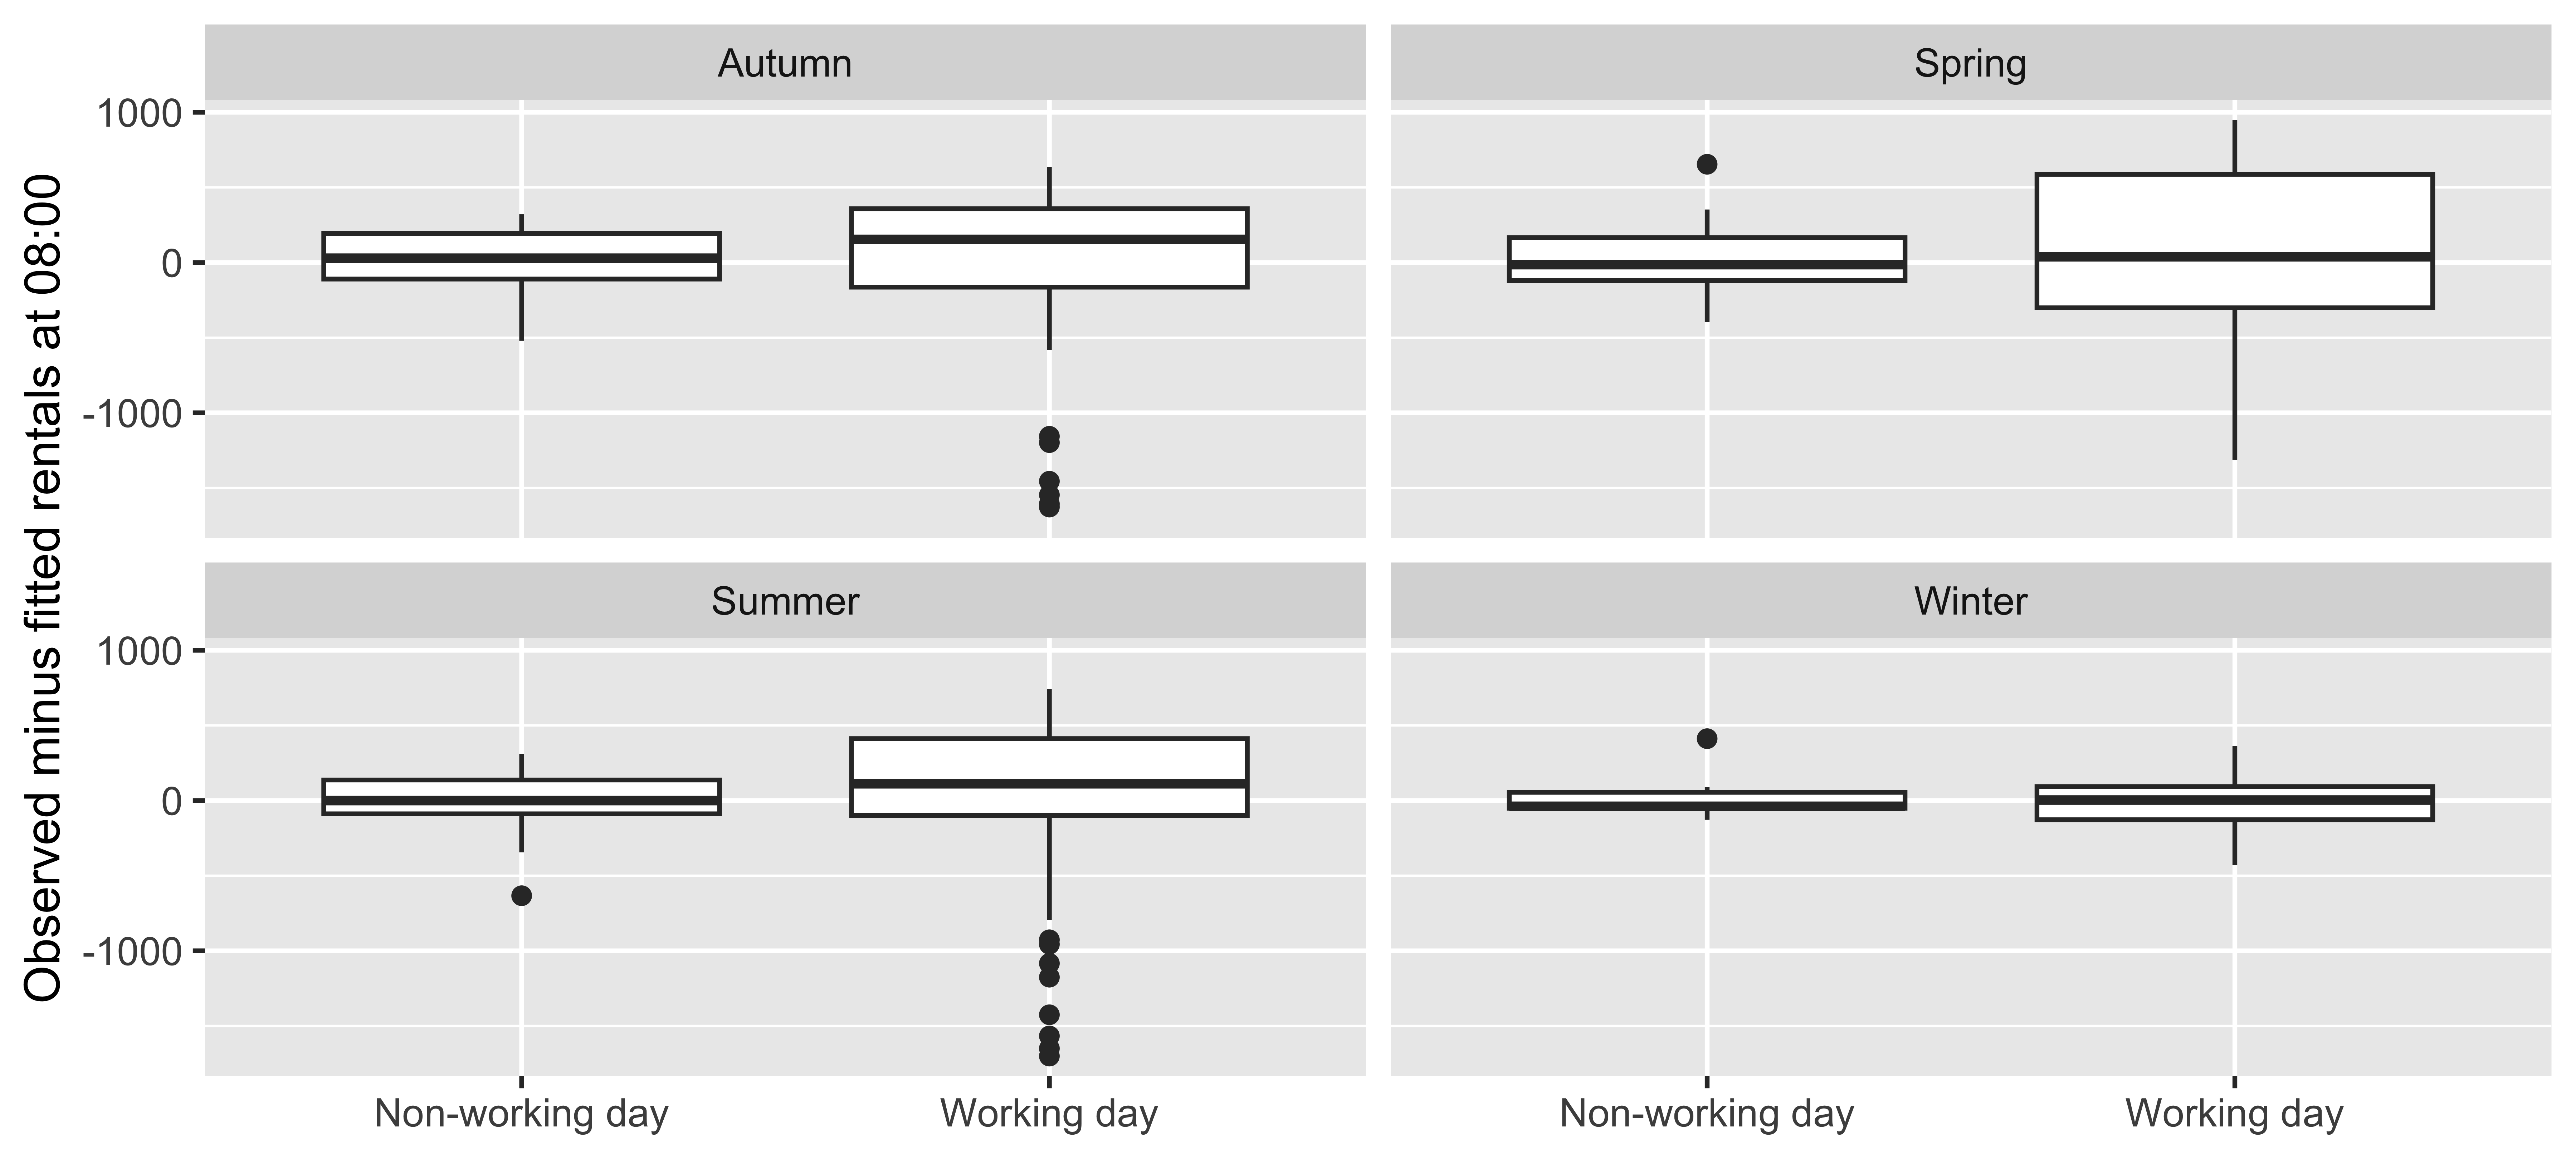 Observed minus fitted rentals at 08:00
Autumn
Spring
1000
0
-1000
Summer
Winter
1000
0
-1000
Non-working day
Working day
Non-working day
Working day